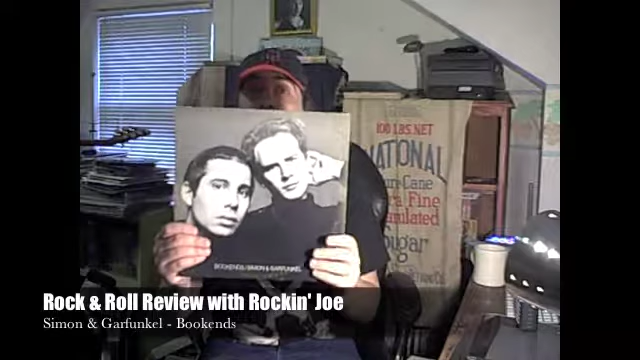 100 LBS. NET
NATIONAL
Cane
Fine
ulated
Sugar
BOOKENDS/SIMON & GARFUNKEL
Rock & Roll Review with Rockin' Joe
Simon & Garfunkel - Bookends